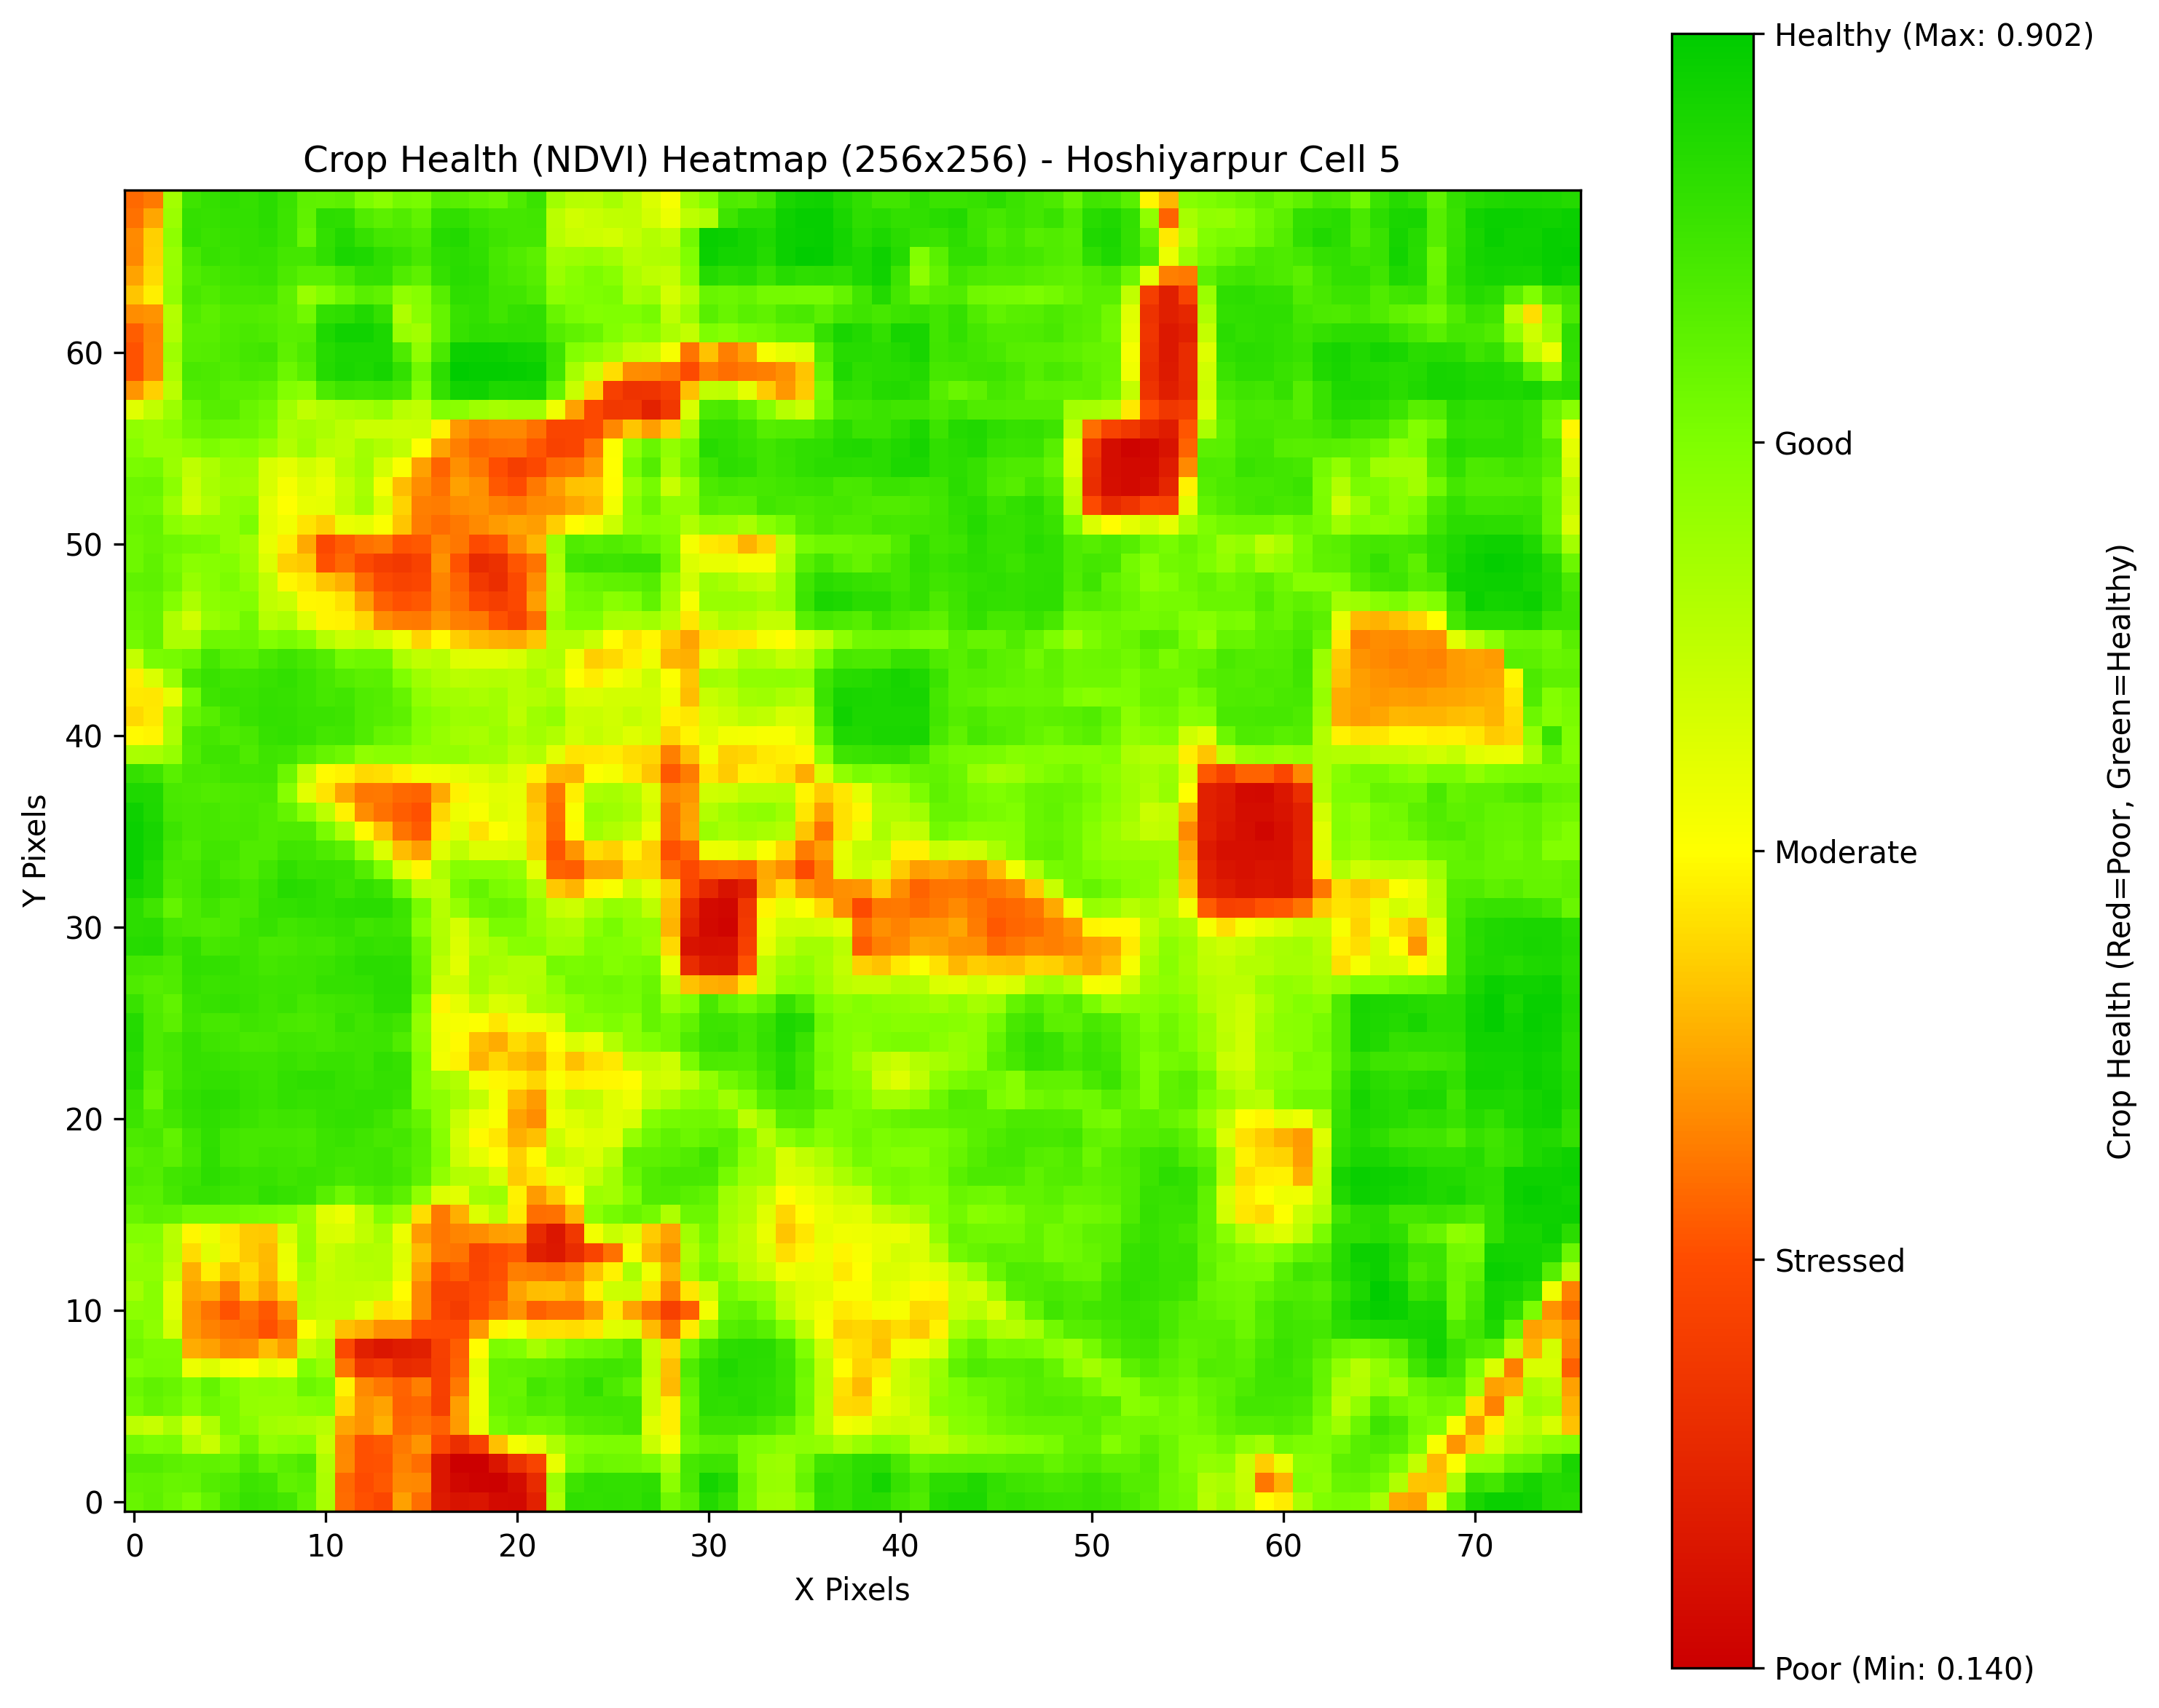 Crop Health (NDVI) Heatmap (256x256) - Hoshiyarpur Cell 5
Healthy (Max: 0.902)
Good
Moderate
Stressed
Poor (Min: 0.140)
Crop Health (Red=Poor, Green=Healthy)
Y Pixels
60
50
40
30
20
10
0
0 10 20 30 40 50 60 70
X Pixels